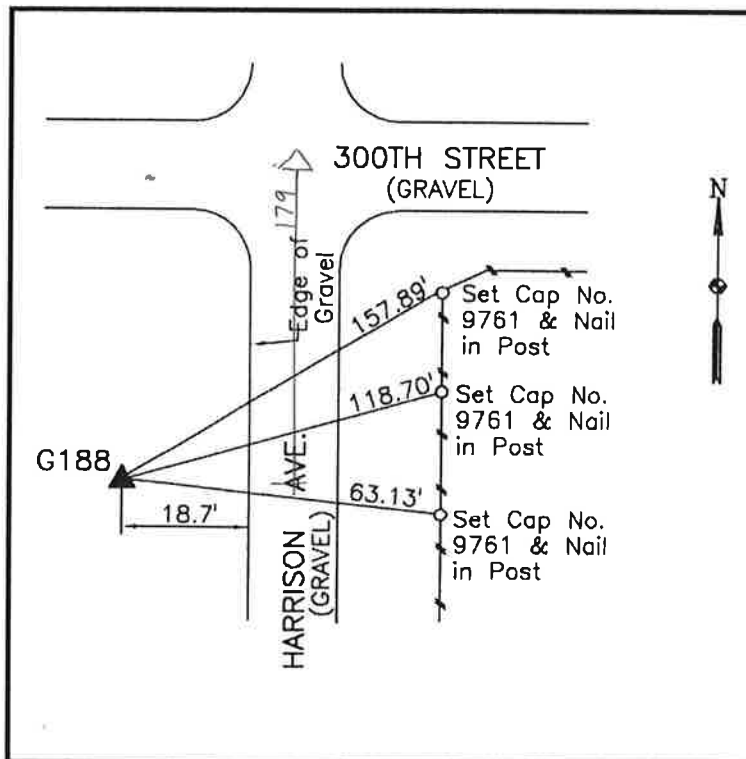 300TH STREET
(GRAVEL)
N
179
Edge of
Gravel
157.89'
Set Cap No.
9761 & Nail
in Post
118.70'
Set Cap No.
9761 & Nail
in Post
G188
HARRISON AVE.
(GRAVEL)
63.13'
18.7'
Set Cap No.
9761 & Nail
in Post